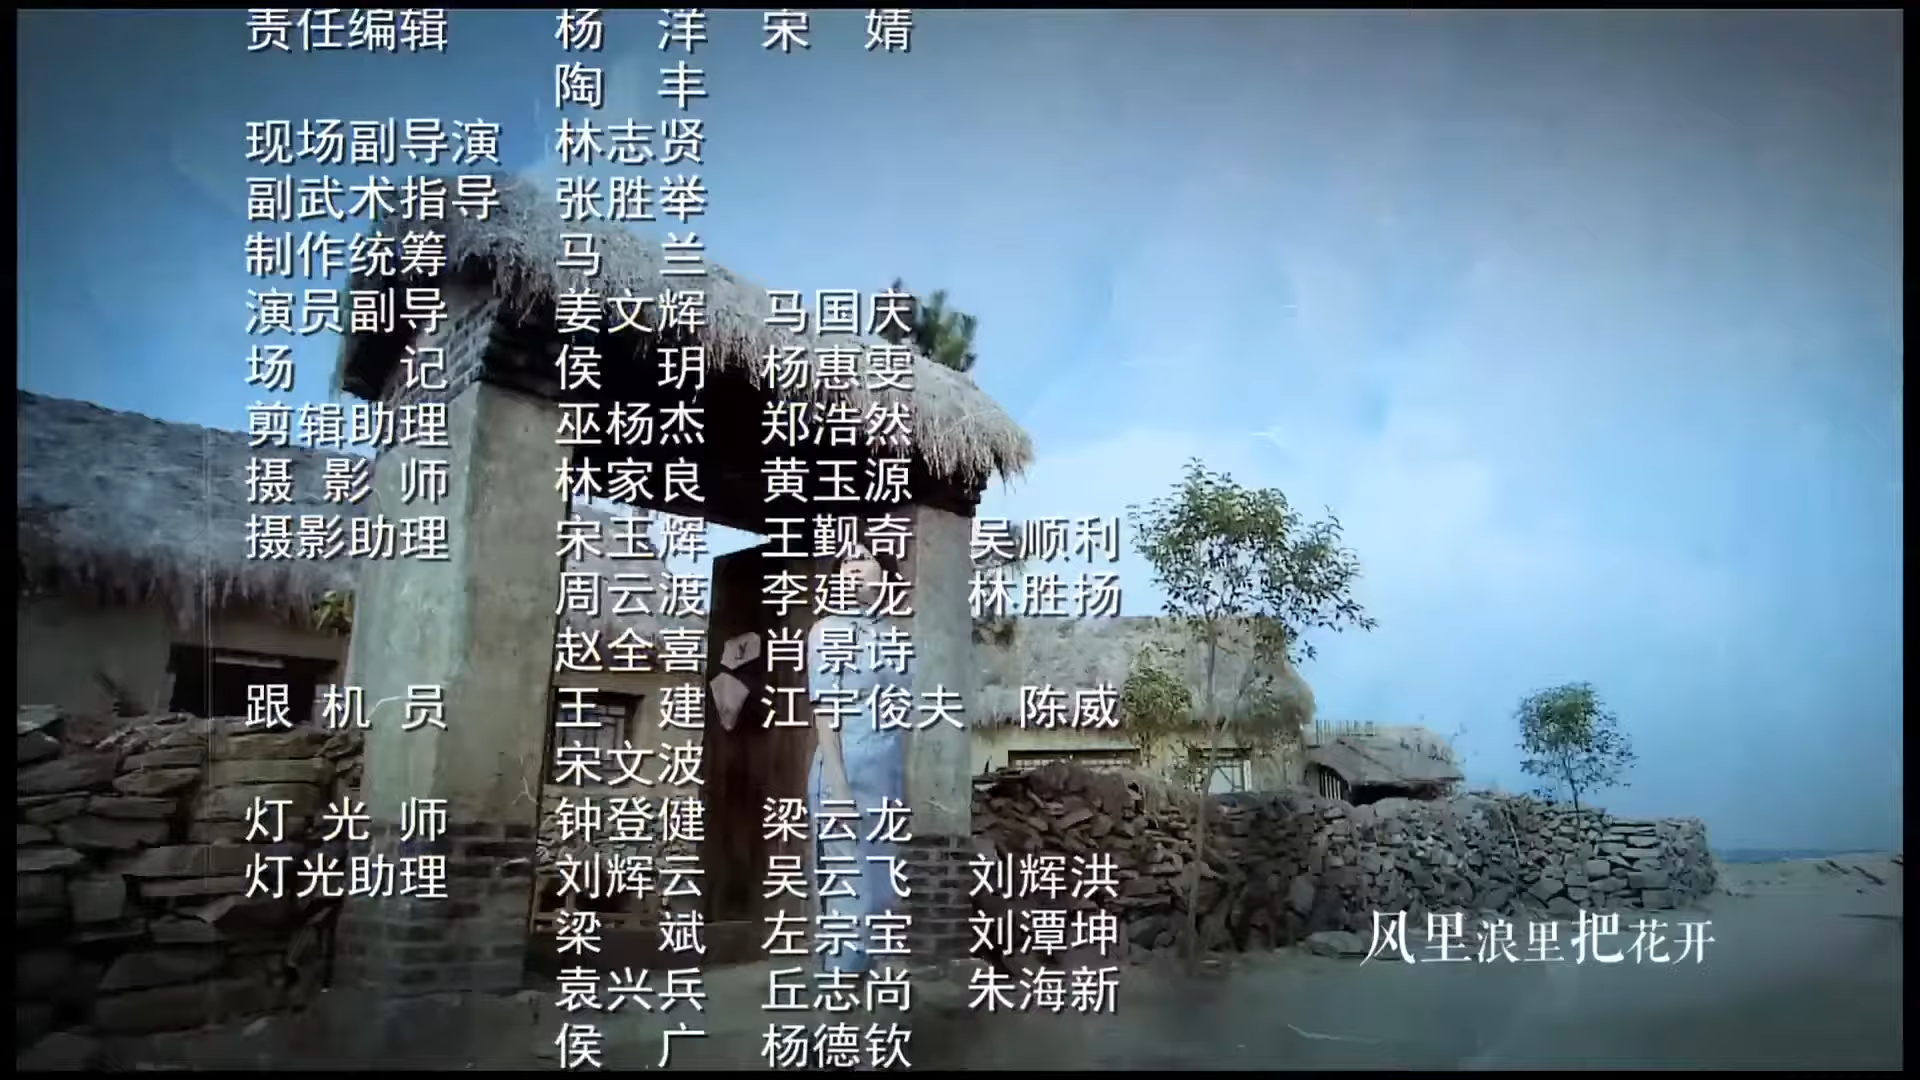 责任编辑 杨洋 宋婧
陶丰
现场副导演 林志贤
副武术指导 张胜举
制作统筹 马兰
演员副导 姜文辉 马国庆
场记 侯玥 杨惠雯
剪辑助理 巫杨杰 郑浩然
摄影师 林家良 黄玉源
摄影助理 宋玉辉 王觐奇 吴顺利
周云渡 李建龙 林胜扬
赵全喜 肖景诗
跟机员 王建 江宇俊夫 陈威
宋文波
灯光师 钟登健 梁云龙
灯光助理 刘辉云 吴云飞 刘辉洪
梁斌 左宗宝 刘潭坤
袁兴兵 丘志尚 朱海新
侯广 杨德钦
风里浪里把花开